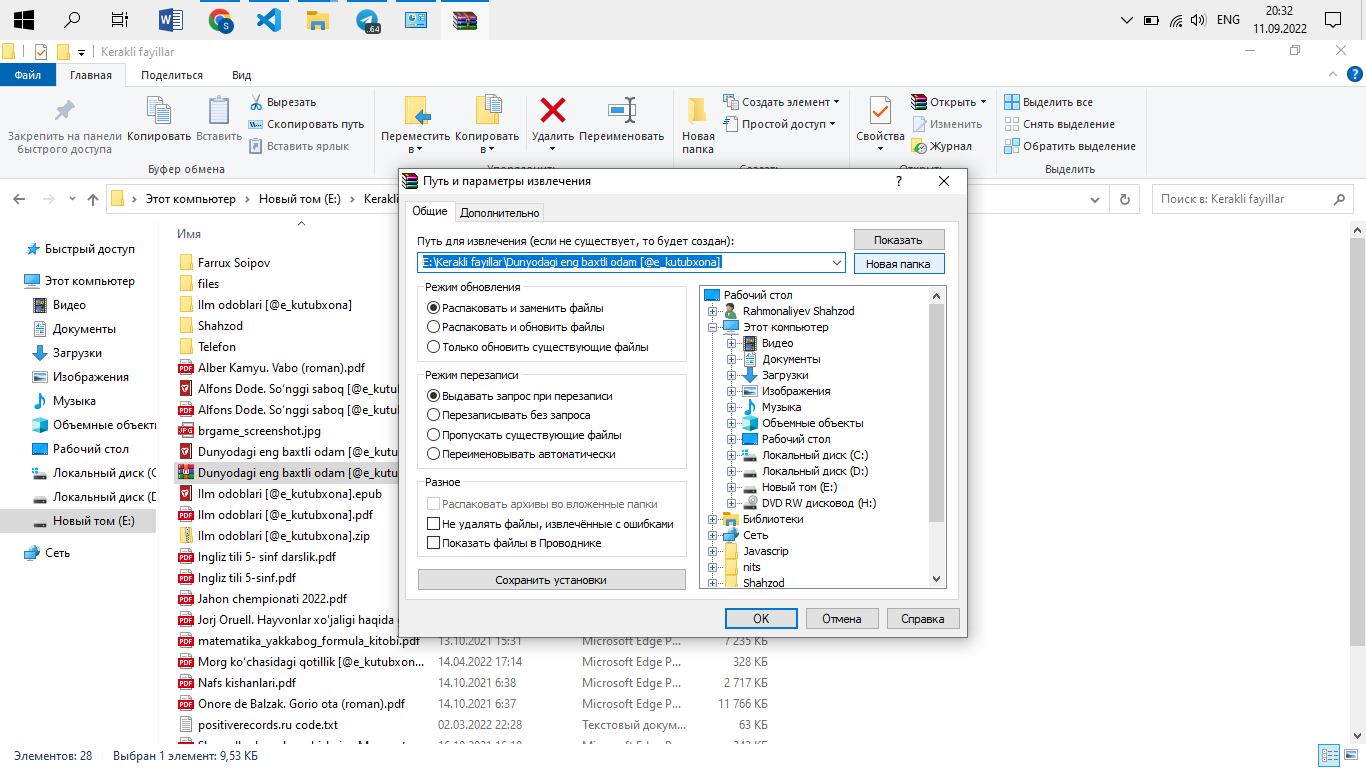 ENG
20:32
11.09.2022
64
Kerakli fayillar
Файл
Главная
Поделиться
Вид
Закрепить на панели быстрого доступа
Копировать
Вставить
Вырезать
Скопировать путь
Вставить ярлык
Буфер обмена
Переместить в
Копировать в
Удалить
Переименовать
Новая папка
Создать элемент
Простой доступ
Свойства
Открыть
Изменить
Журнал
Выделить все
Снять выделение
Обратить выделение
Выделить
Этот компьютер
Новый том (E:)
Kerakli
Поиск в: Kerakli fayillar
Быстрый доступ
Этот компьютер
Видео
Документы
Загрузки
Изображения
Музыка
Объемные объекты
Рабочий стол
Локальный диск (C
Локальный диск (D
Новый том (E:)
Сеть
Имя
Farrux Soipov
files
Ilm odoblari [@e_kutubxona]
Shahzod
Telefon
Alber Kamyu. Vabo (roman).pdf
Alfons Dode. So‘nggi saboq [@e_kutub
Alfons Dode. So‘nggi saboq [@e_kutub
brgame_screenshot.jpg
Dunyodagi eng baxtli odam [@e_kutu
Dunyodagi eng baxtli odam [@e_kutu
Ilm odoblari [@e_kutubxona].epub
Ilm odoblari [@e_kutubxona].pdf
Ilm odoblari [@e_kutubxona].zip
Ingliz tili 5- sinf darslik.pdf
Ingliz tili 5-sinf.pdf
Jahon chempionati 2022.pdf
Jorj Oruell. Hayvonlar xo‘jaligi haqida
matematika_yakkabog_formula_kitobi.pdf 13.10.2021 15:31 Microsoft Edge P... 7 235 КБ
Morg ko‘chasidagi qotillik [@e_kutubxon... 14.04.2022 17:14 Microsoft Edge P... 328 КБ
Nafs kishanlari.pdf 14.10.2021 6:38 Microsoft Edge P... 2 717 КБ
Onore de Balzak. Gorio ota (roman).pdf 14.10.2021 6:37 Microsoft Edge P... 11 766 КБ
positiverecords.ru code.txt 02.03.2022 22:28 Текстовый докум... 63 КБ
Путь и параметры извлечения
Общие
Дополнительно
Путь для извлечения (если не существует, то будет создан):
E:\Kerakli fayillar\Dunyodagi eng baxtli odam [@e_kutubxona]
Показать
Новая папка
Режим обновления
Распаковать и заменить файлы
Распаковать и обновить файлы
Только обновить существующие файлы
Режим перезаписи
Выдавать запрос при перезаписи
Перезаписывать без запроса
Пропускать существующие файлы
Переименовывать автоматически
Разное
Распаковать архивы во вложенные папки
Не удалять файлы, извлечённые с ошибками
Показать файлы в Проводнике
Сохранить установки
Рабочий стол
Rahmonaliyev Shahzod
Этот компьютер
Видео
Документы
Загрузки
Изображения
Музыка
Объемные объекты
Рабочий стол
Локальный диск (C:)
Локальный диск (D:)
Новый том (E:)
DVD RW дисковод (H:)
Библиотеки
Сеть
Javascrip
nits
Shahzod
OK
Отмена
Справка
Элементов: 28
Выбран 1 элемент: 9,53 КБ